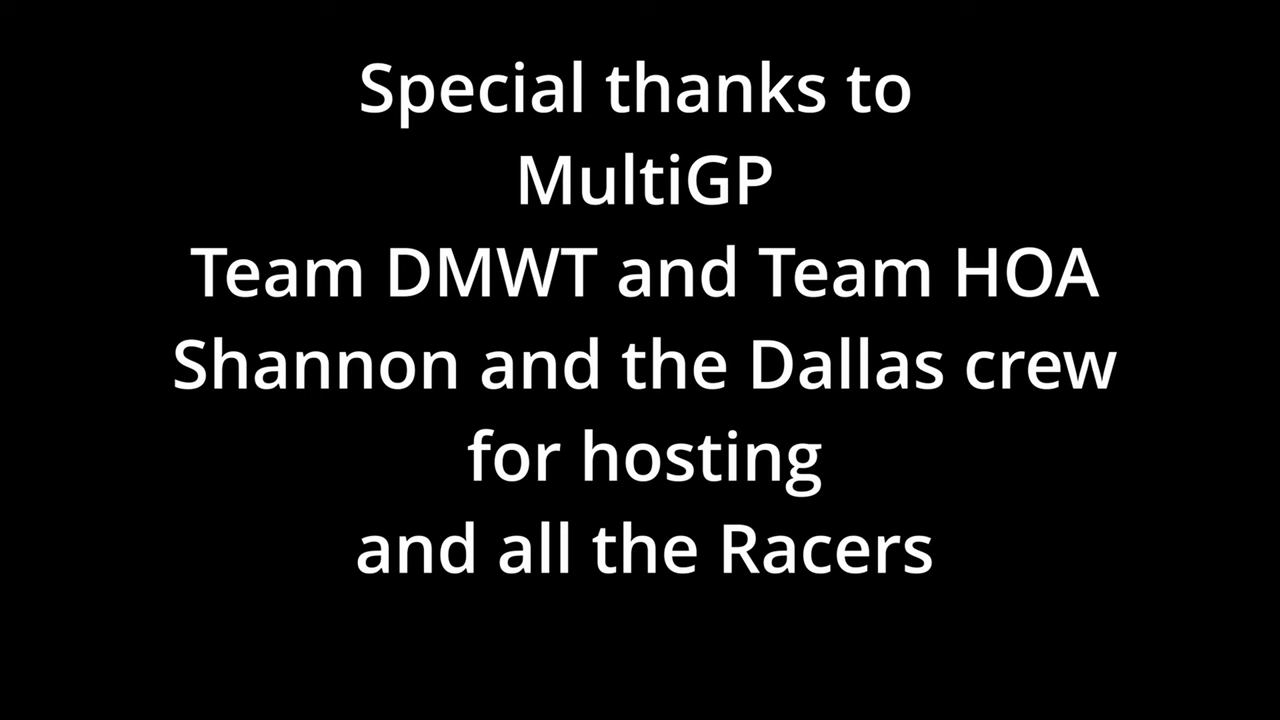 Special thanks to
MultiGP
Team DMWT and Team HOA
Shannon and the Dallas crew
for hosting
and all the Racers